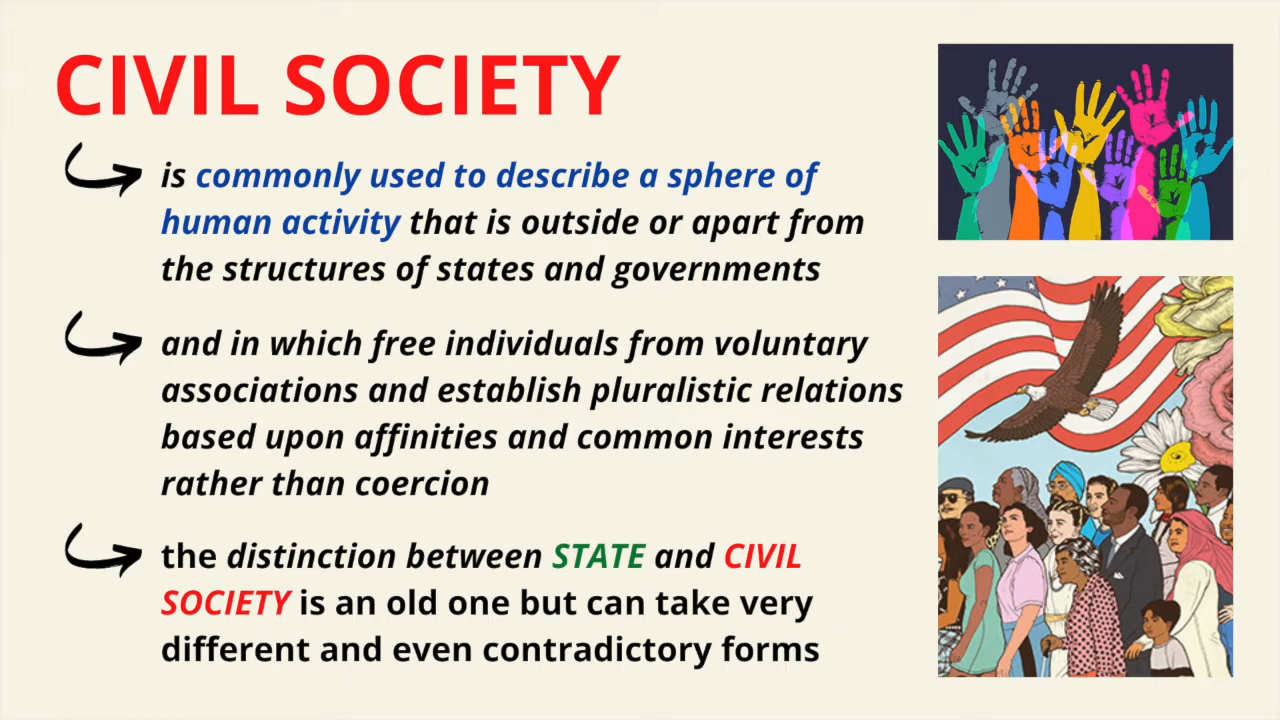 CIVIL SOCIETY
is commonly used to describe a sphere of
human activity that is outside or apart from
the structures of states and governments
and in which free individuals from voluntary
associations and establish pluralistic relations
based upon affinities and common interests
rather than coercion
the distinction between STATE and CIVIL
SOCIETY is an old one but can take very
different and even contradictory forms